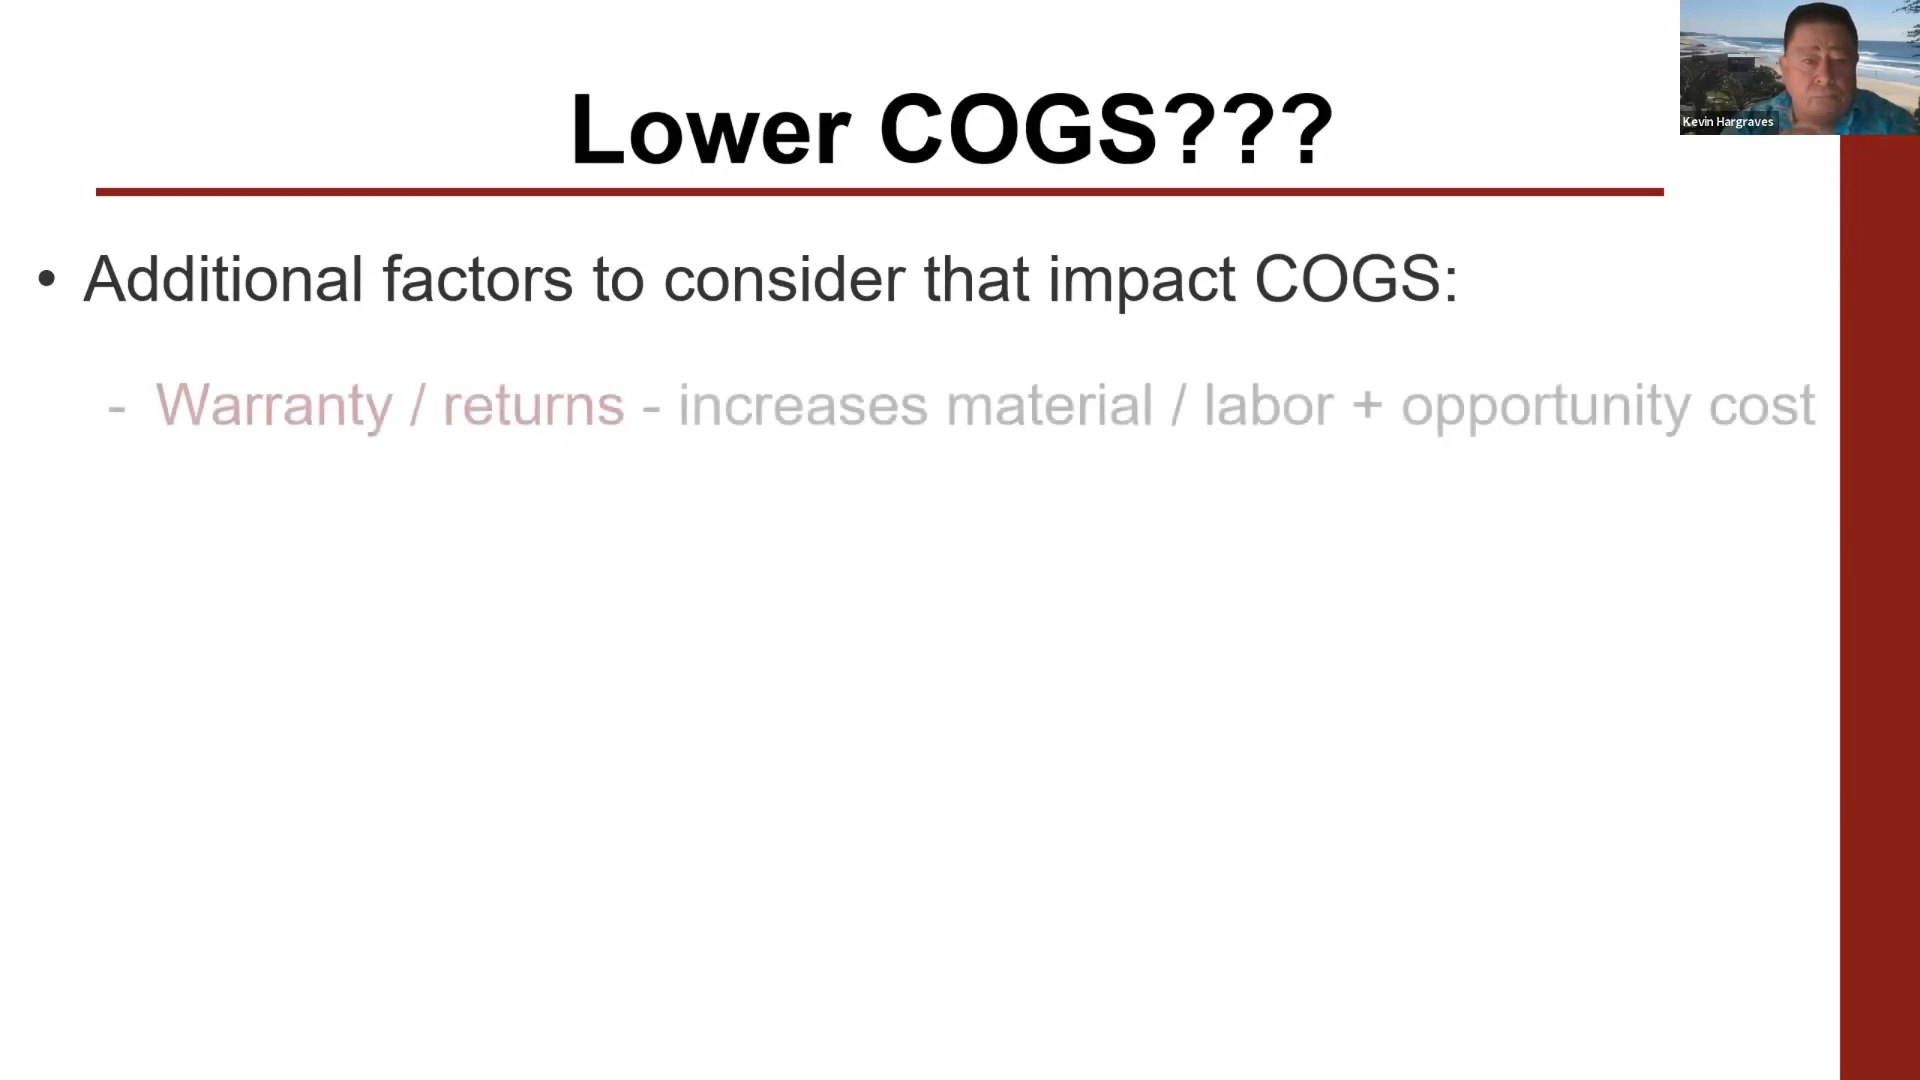 Lower COGS???
Kevin Hargraves
• Additional factors to consider that impact COGS:
- Warranty / returns - increases material / labor + opportunity cost